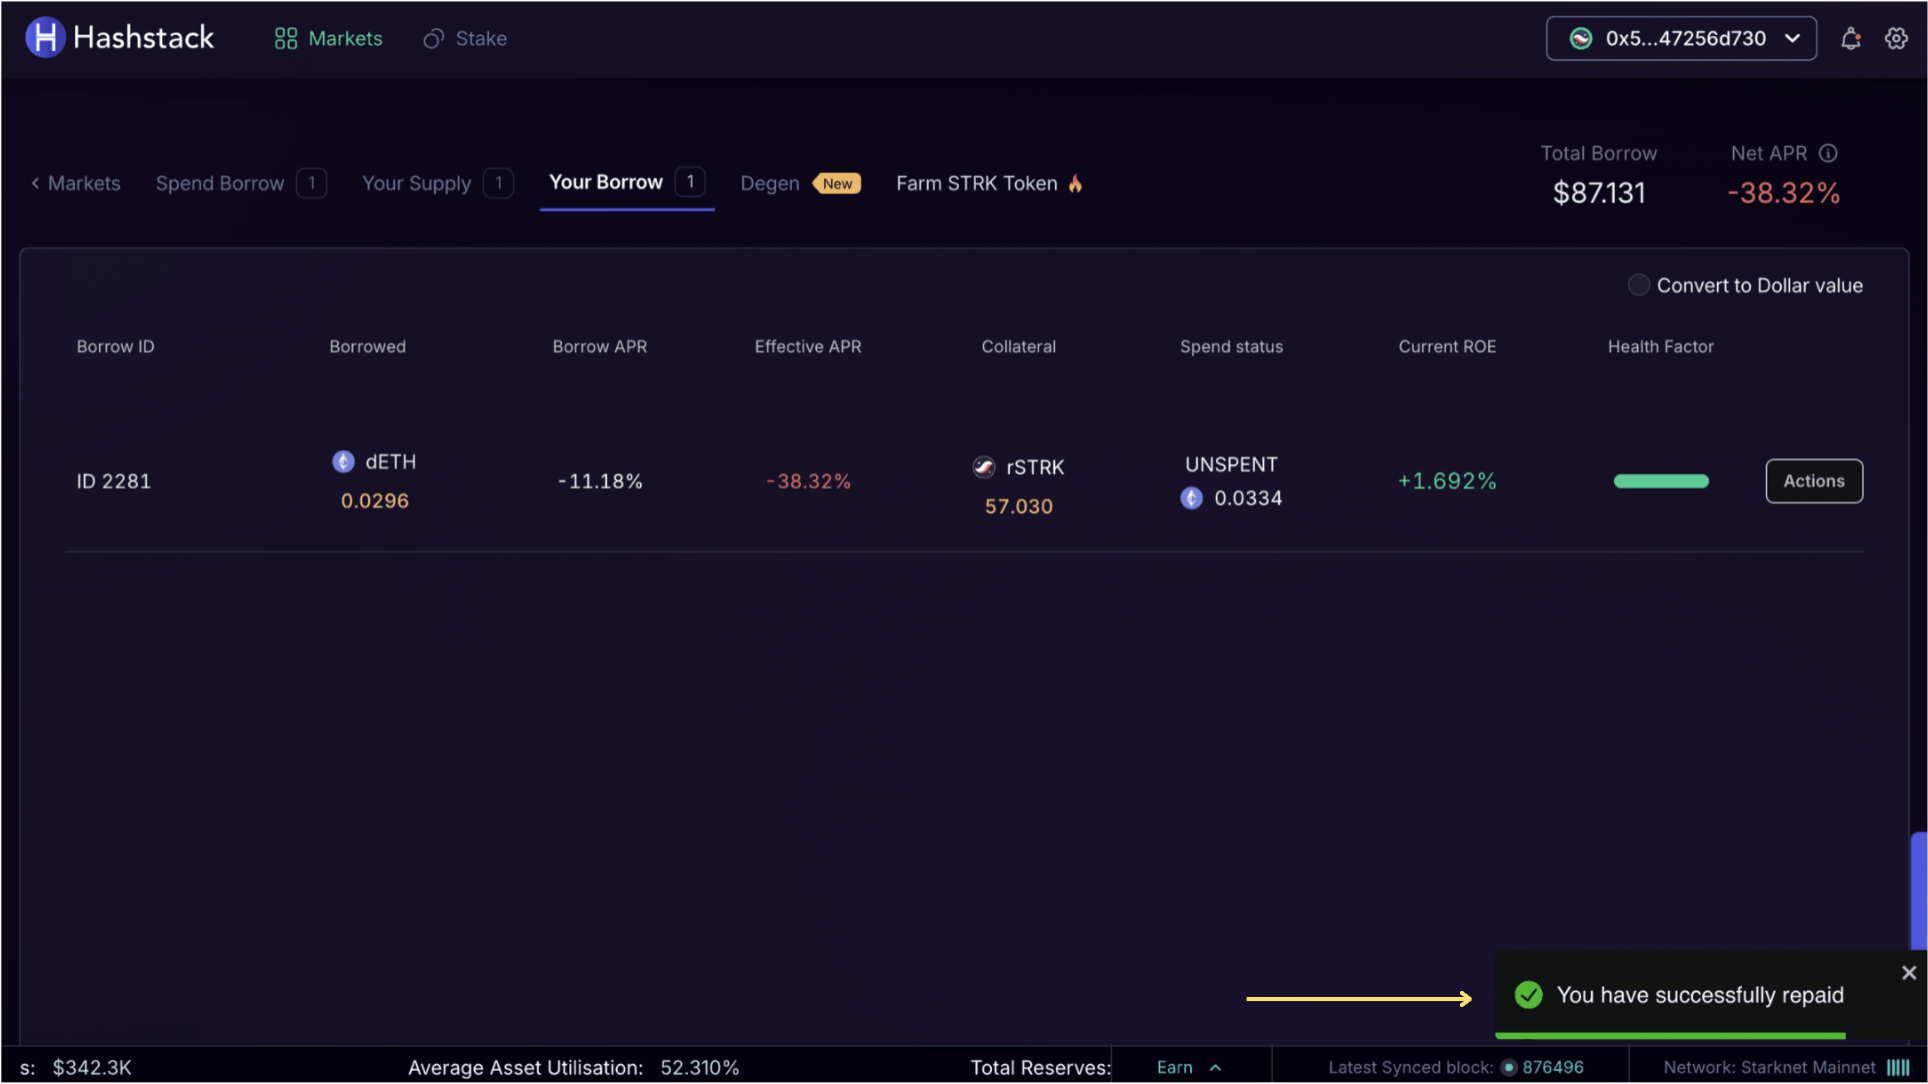 Hashstack
Markets
Stake
0x5...47256d730
Total Borrow
$87.131
Net APR
-38.32%
Markets
Spend Borrow 1
Your Supply 1
Your Borrow 1
Degen New
Farm STRK Token
Convert to Dollar value
Borrow ID Borrowed Borrow APR Effective APR Collateral Spend status Current ROE Health Factor
ID 2281
dETH
0.0296
-11.18%
-38.32%
rSTRK
57.030
UNSPENT
0.0334
+1.692%
Actions
You have successfully repaid
s: $342.3K
Average Asset Utilisation: 52.310%
Total Reserves:
Earn
Latest Synced block: 876496
Network: Starknet Mainnet